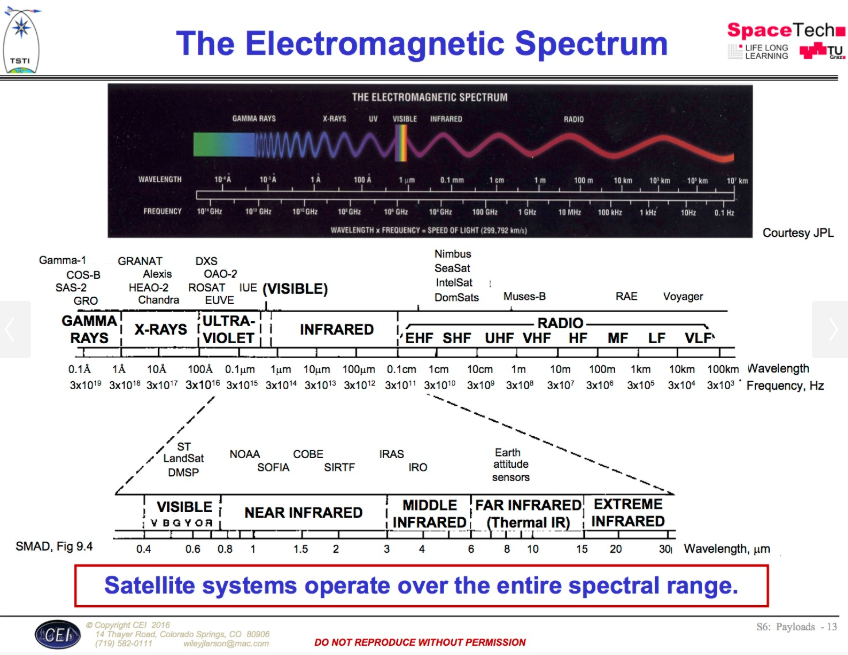 TSTI
The Electromagnetic Spectrum
SpaceTech
LIFE LONG
LEARNING
TU
Graz
THE ELECTROMAGNETIC SPECTRUM
GAMMA RAYS X-RAYS UV VISIBLE INFRARED RADIO
WAVELENGTH 1 Å 100 Å 1 μm 0.1 mm 1 cm 1 m 100 m 10 km
FREQUENCY 100 GHz 1 GHz 10 MHz 100 kHz 1 kHz 10Hz 0.1 Hz
WAVELENGTH x FREQUENCY = SPEED OF LIGHT (299,792 km/s)
Courtesy JPL
Gamma-1 GRANAT DXS Nimbus
COS-B Alexis OAO-2 SeaSat
SAS-2 HEAO-2 ROSAT IUE (VISIBLE) IntelSat
GRO Chandra EUVE DomSats Muses-B RAE Voyager
GAMMA RAYS X-RAYS ULTRA-VIOLET INFRARED RADIO
EHF SHF UHF VHF HF MF LF VLF
0.1Å 1Å 10Å 100Å 0.1μm 1μm 10μm 100μm 0.1cm 1cm 10cm 1m 10m 100m 1km 10km 100km Wavelength
3x10¹⁹ 3x10¹⁸ 3x10¹⁷ 3x10¹⁶ 3x10¹⁵ 3x10¹⁴ 3x10¹³ 3x10¹² 3x10¹¹ 3x10¹⁰ 3x10⁹ 3x10⁸ 3x10⁷ 3x10⁶ 3x10⁵ 3x10⁴ 3x10³ Frequency, Hz
ST
LandSat
DMSP
NOAA COBE IRAS
SOFIA SIRTF IRO
Earth
attitude
sensors
VISIBLE NEAR INFRARED MIDDLE INFRARED FAR INFRARED (Thermal IR) EXTREME INFRARED
V B G Y O R
SMAD, Fig 9.4
0.4 0.6 0.8 1 1.5 2 3 4 6 8 10 15 20 30 Wavelength, μm
Satellite systems operate over the entire spectral range.
CEI
© Copyright CEI 2016
14 Thayer Road, Colorado Springs, CO 80906
(719) 582-0111 wileyjlarson@mac.com
DO NOT REPRODUCE WITHOUT PERMISSION
S6: Payloads - 13